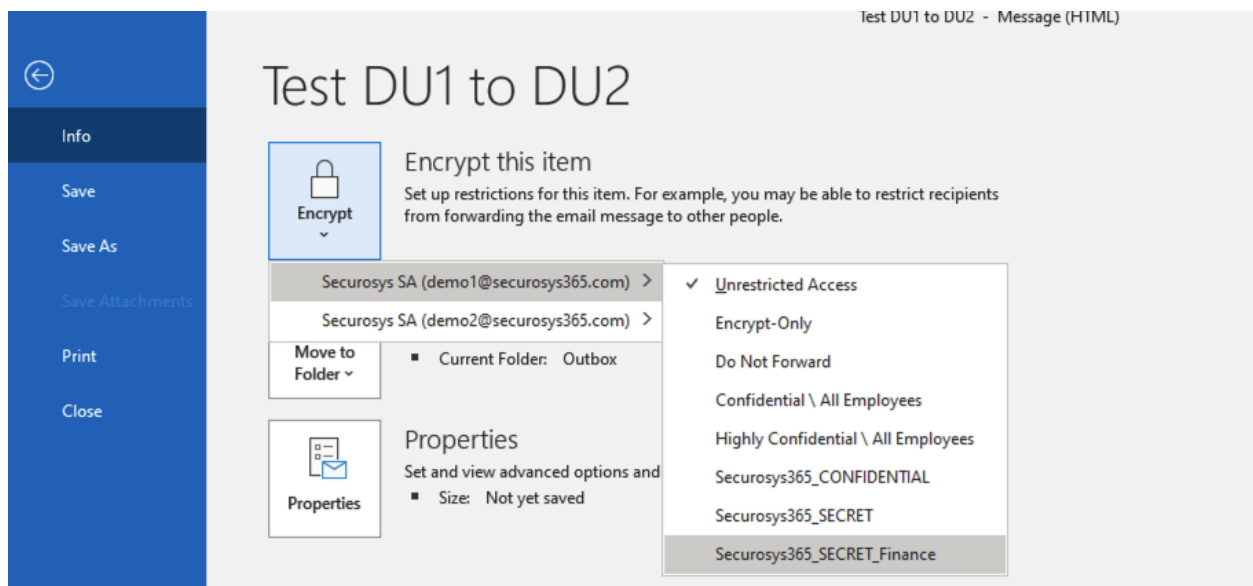 Test DU1 to DU2 - Message (HTML)
Test DU1 to DU2
Info
Save
Save As
Save Attachments
Print
Close
Encrypt
Encrypt this item
Set up restrictions for this item. For example, you may be able to restrict recipients
from forwarding the email message to other people.
Securosys SA (demo1@securosys365.com)
Securosys SA (demo2@securosys365.com)
Unrestricted Access
Encrypt-Only
Do Not Forward
Confidential \ All Employees
Highly Confidential \ All Employees
Securosys365_CONFIDENTIAL
Securosys365_SECRET
Securosys365_SECRET_Finance
Move to
Folder
Current Folder: Outbox
Properties
Properties
Set and view advanced options and
Size: Not yet saved